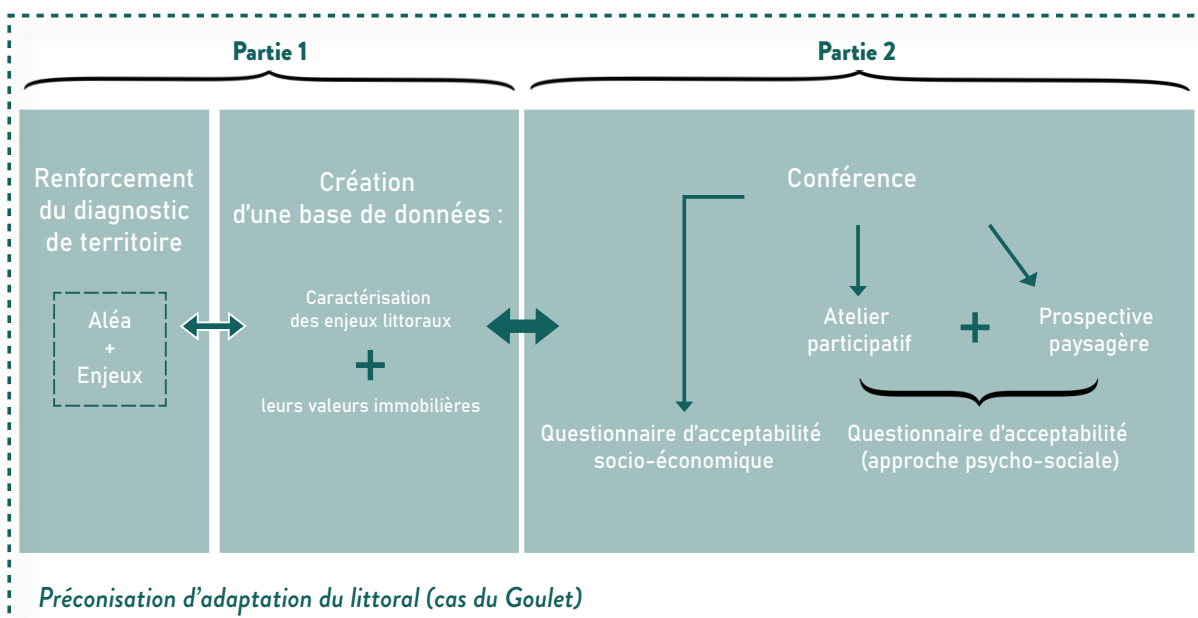 Partie 1
Partie 2
Renforcement
du diagnostic
de territoire
Aléa
+
Enjeux
Création
d'une base de données :
Caractérisation
des enjeux littoraux
+
leurs valeurs immobilières
Conférence
Atelier
participatif
+
Prospective
paysagère
Questionnaire d'acceptabilité
socio-économique
Questionnaire d'acceptabilité
(approche psycho-sociale)
Préconisation d'adaptation du littoral (cas du Goulet)